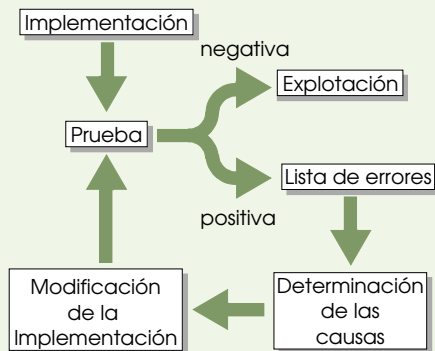 Implementación
negativa
Explotación
Prueba
Lista de errores
positiva
Modificación
de la
Implementación
Determinación
de las
causas